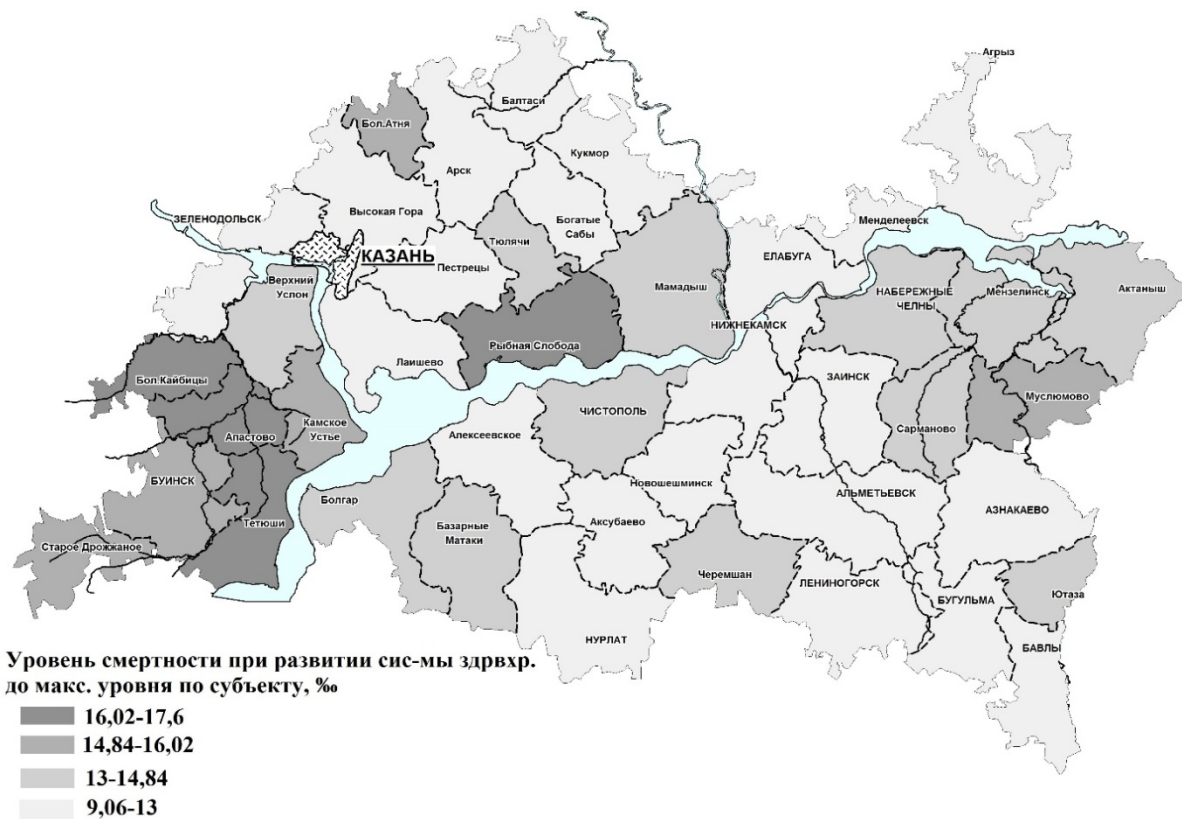 Агрыз
Балтаси
Бол.Атня
Кукмор
Арск
ЗЕЛЕНОДОЛЬСК
Высокая Гора
Богатые
Сабы
Менделеевск
Тюлячи
КАЗАНЬ
ЕЛАБУГА
Пестрецы
Верхний
Услон
Мамадыш
НАБЕРЕЖНЫЕ
ЧЕЛНЫ
Мензелинск
Актаныш
НИЖНЕКАМСК
Рыбная Слобода
Лаишево
Бол.Кайбицы
ЗАИНСК
Муслюмово
Камское
Устье
ЧИСТОПОЛЬ
Сарманово
Апастово
Алексеевское
БУИНСК
Новошешминск
АЛЬМЕТЬЕВСК
Болгар
АЗНАКАЕВО
Тетюши
Базарные
Матаки
Аксубаево
Старое Дрожжаное
Черемшан
ЛЕНИНОГОРСК
БУГУЛЬМА
Ютаза
НУРЛАТ
БАВЛЫ
Уровень смертности при развитии сис-мы здрвхр.
до макс. уровня по субъекту, ‰
16,02-17,6
14,84-16,02
13-14,84
9,06-13